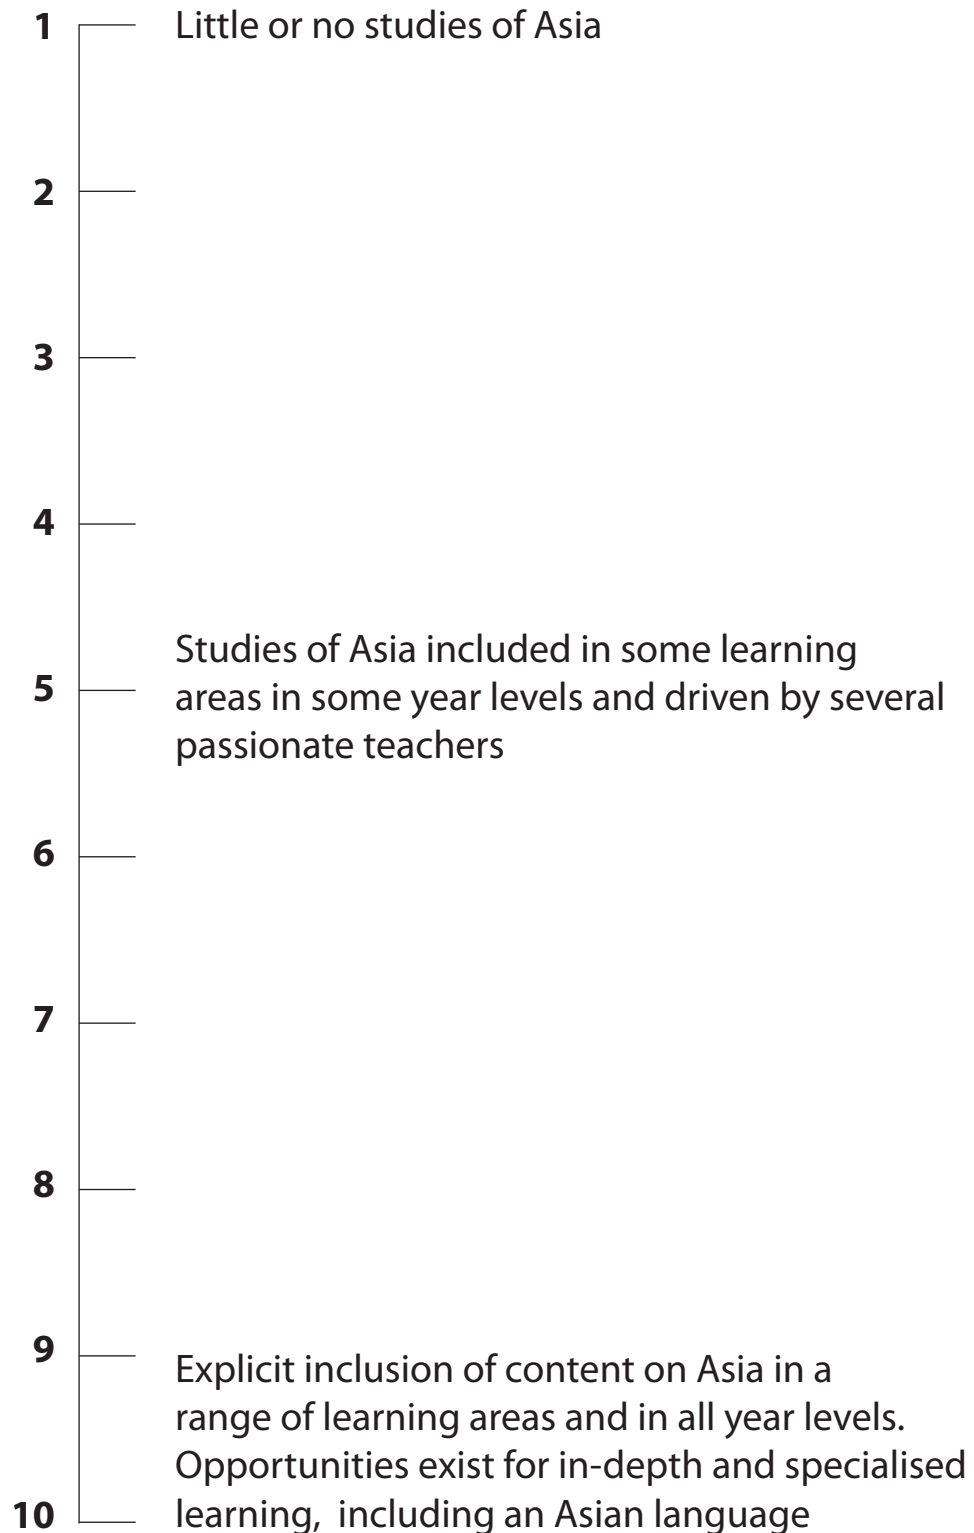 1 Little or no studies of Asia
2
3
4
Studies of Asia included in some learning
5 areas in some year levels and driven by several
passionate teachers
6
7
8
9
Explicit inclusion of content on Asia in a
range of learning areas and in all year levels.
Opportunities exist for in-depth and specialised
10 learning, including an Asian language